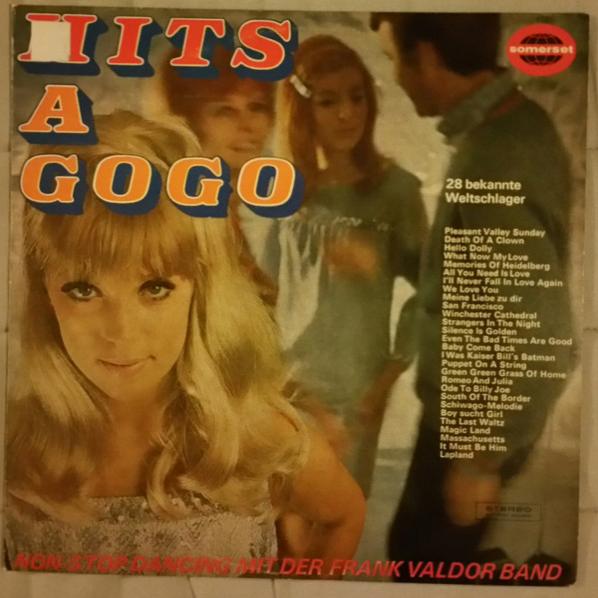 HITS
A
GOGO
somerset
28 bekannte
Weltschlager
Pleasant Valley Sunday
Death Of A Clown
Hello Dolly
What Now My Love
Memories Of Heidelberg
All You Need Is Love
I'll Never Fall In Love Again
We Love You
Meine Liebe zu dir
San Francisco
Winchester Cathedral
Strangers In The Night
Silence Is Golden
Even The Bad Times Are Good
Baby Come Back
I Was Kaiser Bill's Batman
Puppet On A String
Green Green Grass Of Home
Romeo And Julia
Ode To Billy Joe
South Of The Border
Schiwago-Melodie
Boy sucht Girl
The Last Waltz
Magic Land
Massachusetts
It Must Be Him
Lapland
STEREO
NON-STOP DANCING MIT DER FRANK VALDOR BAND